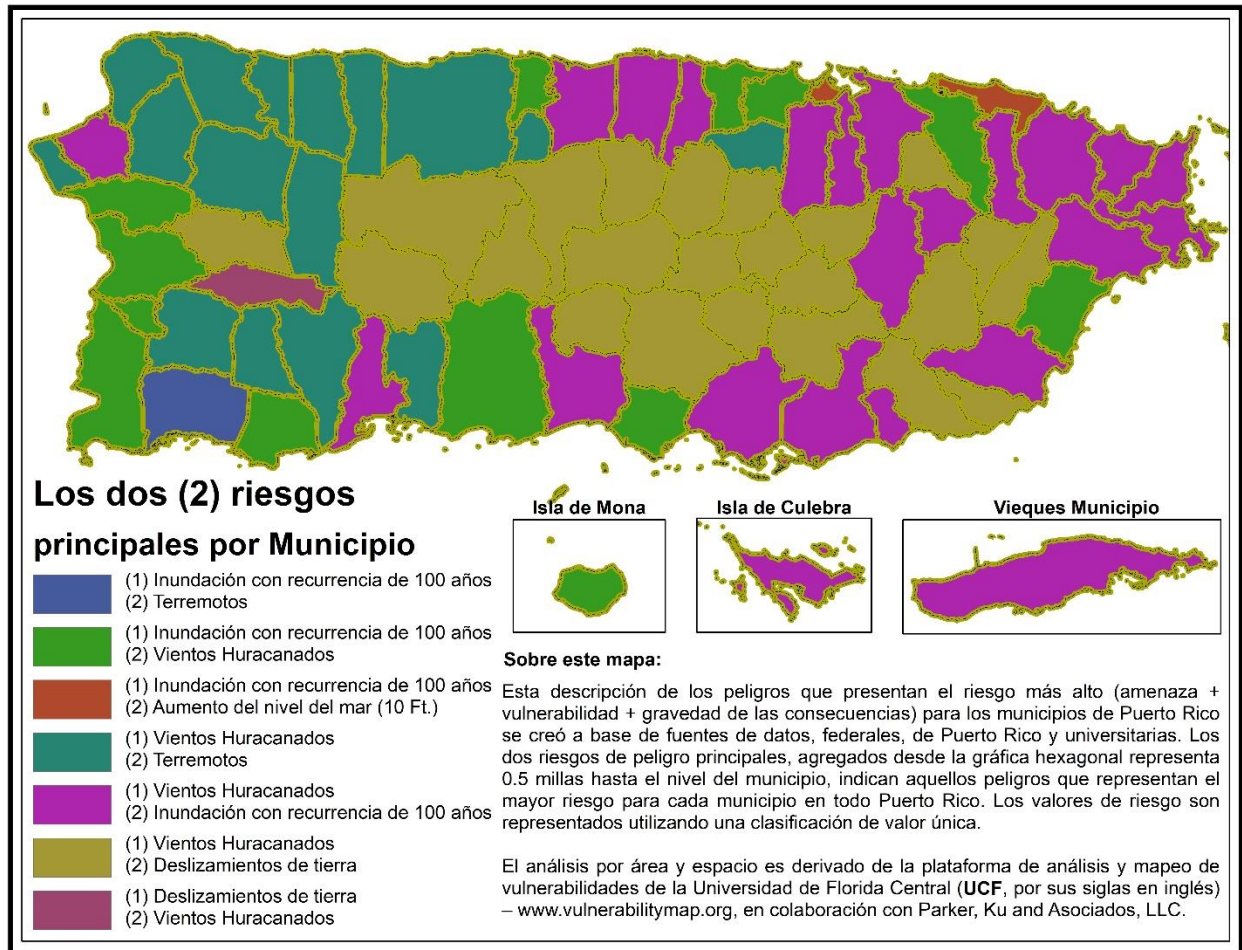 Los dos (2) riesgos
principales por Municipio
(1) Inundación con recurrencia de 100 años
(2) Terremotos
(1) Inundación con recurrencia de 100 años
(2) Vientos Huracanados
(1) Inundación con recurrencia de 100 años
(2) Aumento del nivel del mar (10 Ft.)
(1) Vientos Huracanados
(2) Terremotos
(1) Vientos Huracanados
(2) Inundación con recurrencia de 100 años
(1) Vientos Huracanados
(2) Deslizamientos de tierra
(1) Deslizamientos de tierra
(2) Vientos Huracanados
Isla de Mona
Isla de Culebra
Vieques Municipio
Sobre este mapa:
Esta descripción de los peligros que presentan el riesgo más alto (amenaza +
vulnerabilidad + gravedad de las consecuencias) para los municipios de Puerto Rico
se creó a base de fuentes de datos, federales, de Puerto Rico y universitarias. Los
dos riesgos de peligro principales, agregados desde la gráfica hexagonal representa
0.5 millas hasta el nivel del municipio, indican aquellos peligros que representan el
mayor riesgo para cada municipio en todo Puerto Rico. Los valores de riesgo son
representados utilizando una clasificación de valor única.
El análisis por área y espacio es derivado de la plataforma de análisis y mapeo de
vulnerabilidades de la Universidad de Florida Central (UCF, por sus siglas en inglés)
– www.vulnerabilitymap.org, en colaboración con Parker, Ku and Asociados, LLC.